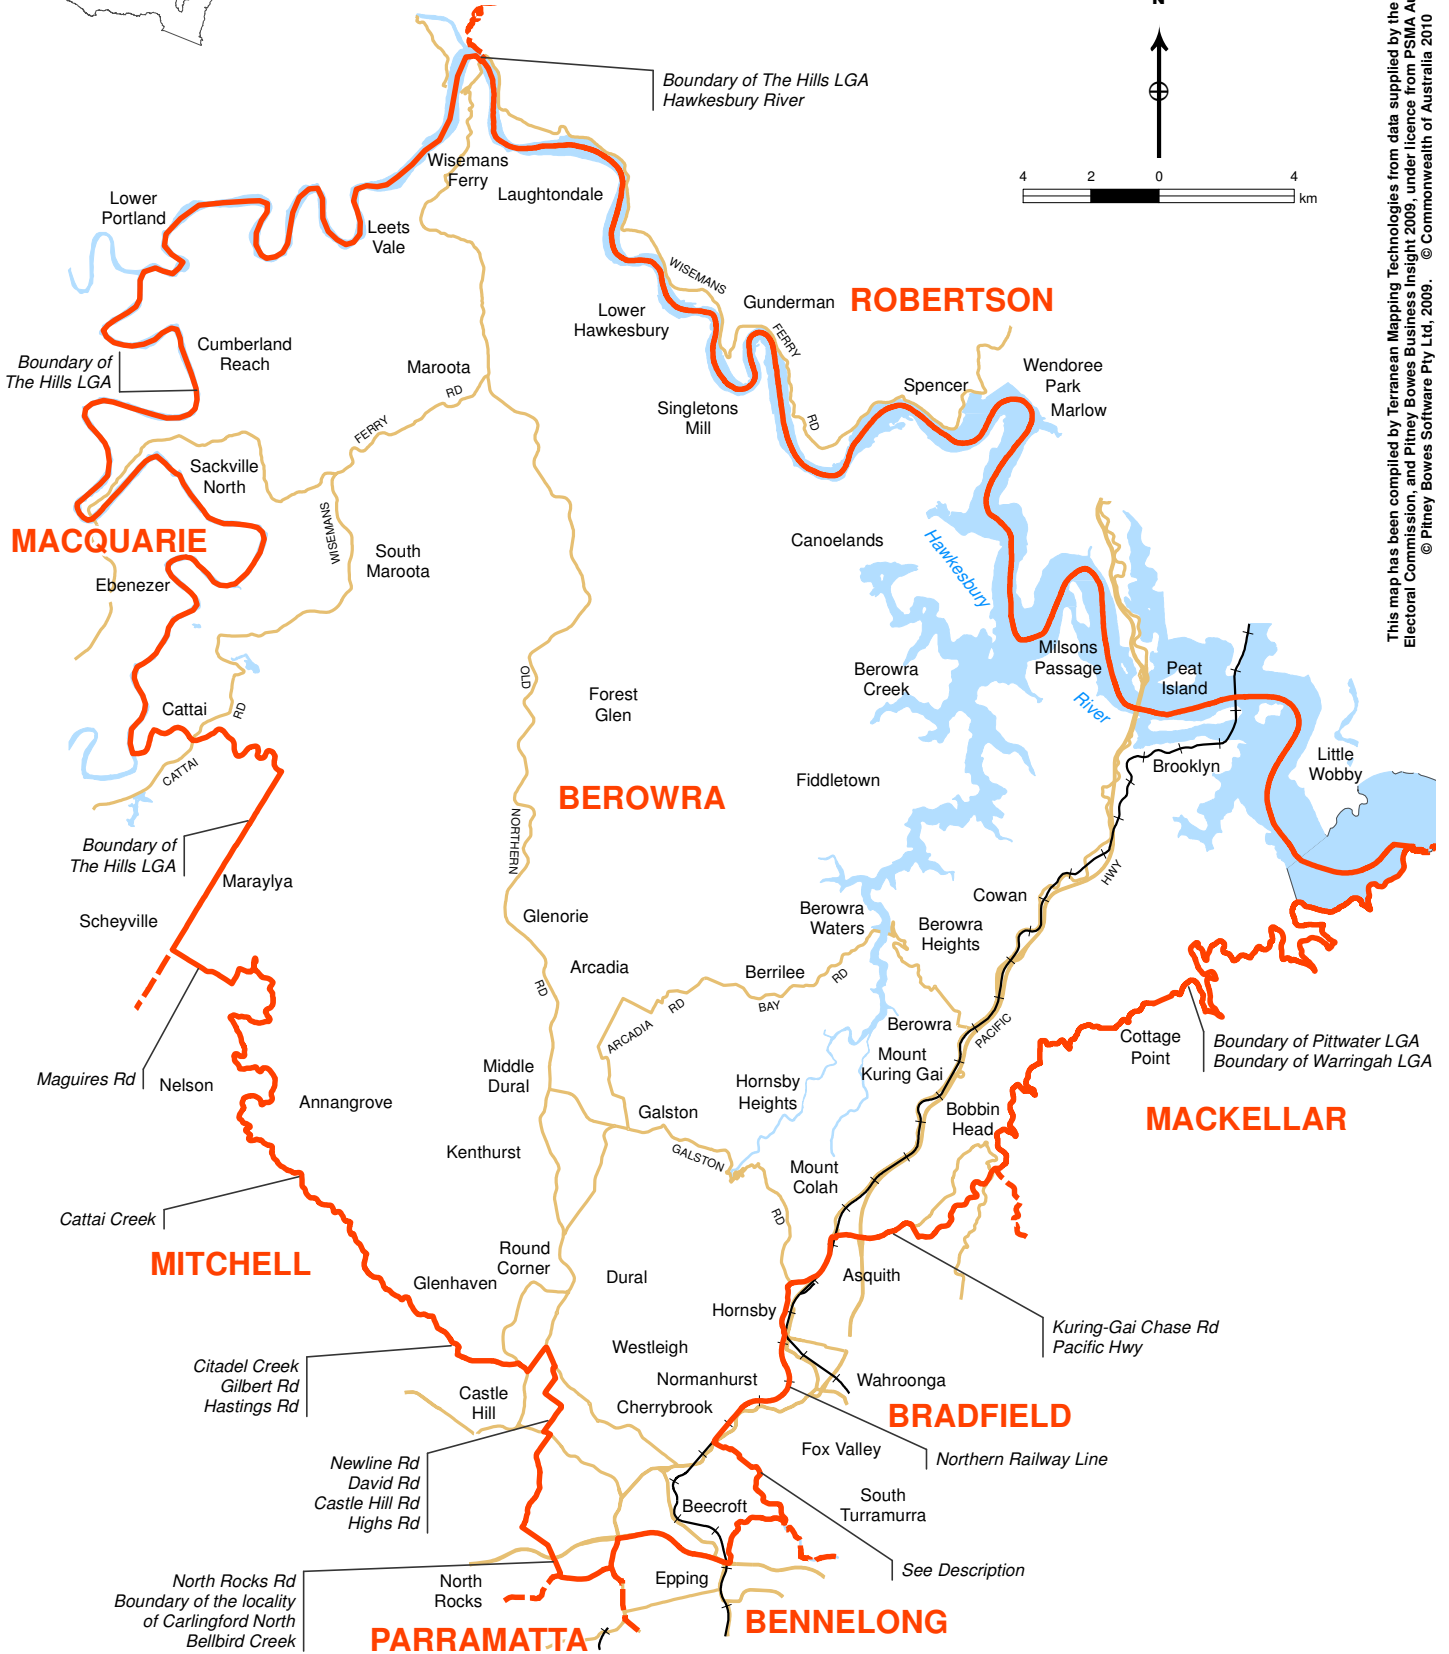 N
This map has been compiled by Terranean Mapping Technologies from data supplied by the
Electoral Commission, and Pitney Bowes Business Insight 2009, under licence from PSMA
© Pitney Bowes Software Pty Ltd, 2009. © Commonwealth of Australia 2010
Boundary of The Hills LGA
Hawkesbury River
4 2 0 4
km
Wisemans
Ferry
Laughtondale
Lower
Portland
Leets
Vale
WISEMANS
Gunderman
ROBERTSON
Lower
Hawkesbury
FERRY
Cumberland
Reach
Boundary of
The Hills LGA
Maroota
RD
Wendoree
Park
Spencer
Marlow
Singletons
Mill
RD
FERRY
Sackville
North
WISEMANS
MACQUARIE
Canoelands
Hawkesbury
South
Maroota
Ebenezer
Milsons
Passage
Peat
Island
Berowra
Creek
River
OLD
Forest
Glen
Cattai
RD
CATTAI
Little
Wobby
Brooklyn
Fiddletown
BEROWRA
NORTHERN
Boundary of
The Hills LGA
Maraylya
HWY
Cowan
Scheyville
Glenorie
Berowra
Waters
Berowra
Heights
Arcadia
Berrilee
RD
RD
BAY
RD
ARCADIA
Berowra
PACIFIC
Cottage
Point
Boundary of Pittwater LGA
Boundary of Warringah LGA
Mount
Kuring Gai
Maguires Rd
Nelson
Middle
Dural
Hornsby
Heights
Annangrove
Galston
Bobbin
Head
MACKELLAR
Kenthurst
GALSTON
Mount
Colah
Cattai Creek
RD
MITCHELL
Round
Corner
Glenhaven
Dural
Asquith
Hornsby
Kuring-Gai Chase Rd
Pacific Hwy
Westleigh
Citadel Creek
Gilbert Rd
Hastings Rd
Normanhurst
Wahroonga
Castle
Hill
Cherrybrook
BRADFIELD
Fox Valley
Northern Railway Line
Newline Rd
David Rd
Castle Hill Rd
Highs Rd
Beecroft
South
Turramurra
See Description
North Rocks Rd
Boundary of the locality
of Carlingford North
Bellbird Creek
North
Rocks
Epping
BENNELONG
PARRAMATTA